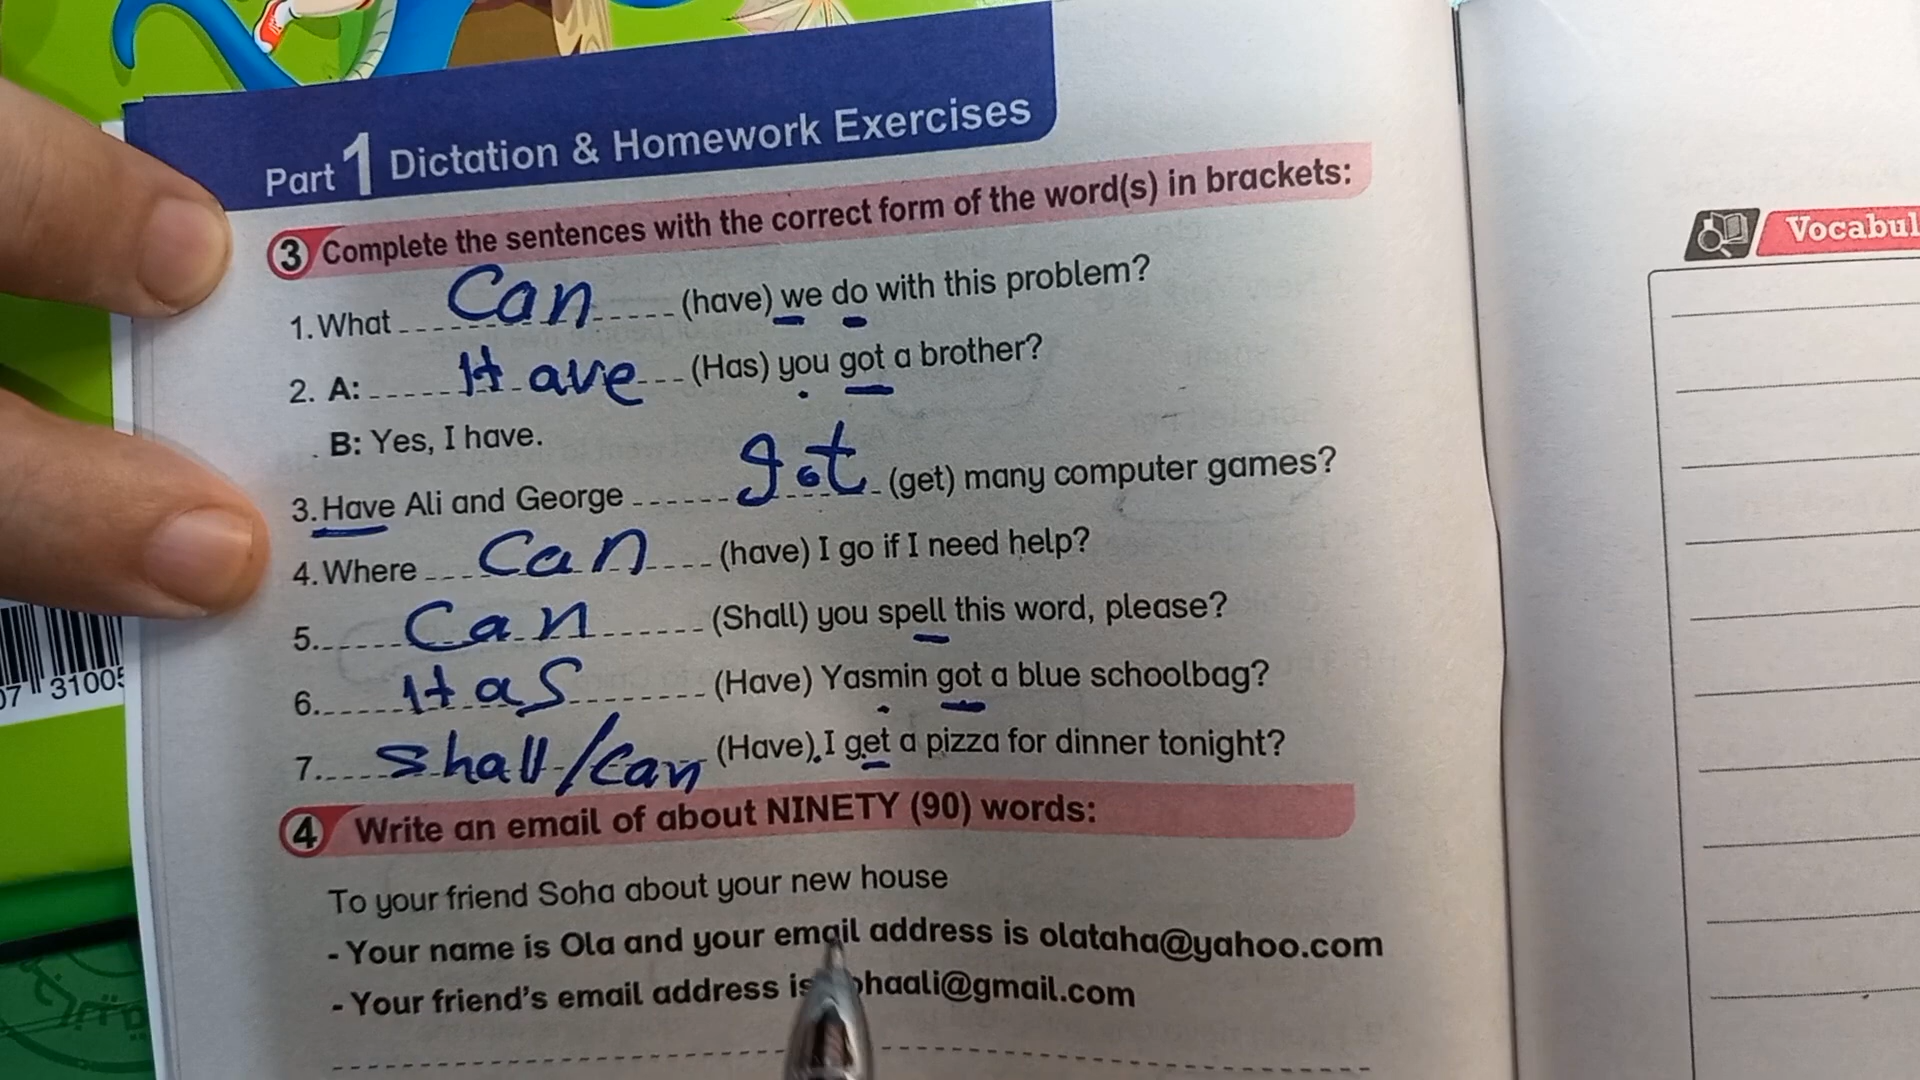 Part 1 Dictation & Homework Exercises
3 Complete the sentences with the correct form of the word(s) in brackets:
1. What Can (have) we do with this problem?
2. A: Have (Has) you got a brother?
B: Yes, I have.
3. Have Ali and George got (get) many computer games?
4. Where Can (have) I go if I need help?
5. Can (Shall) you spell this word, please?
6. Has (Have) Yasmin got a blue schoolbag?
7. Shall/Can (Have) I get a pizza for dinner tonight?
4 Write an email of about NINETY (90) words:
To your friend Soha about your new house
- Your name is Ola and your email address is olataha@yahoo.com
- Your friend's email address is haali@gmail.com
Vocabul
07 31005